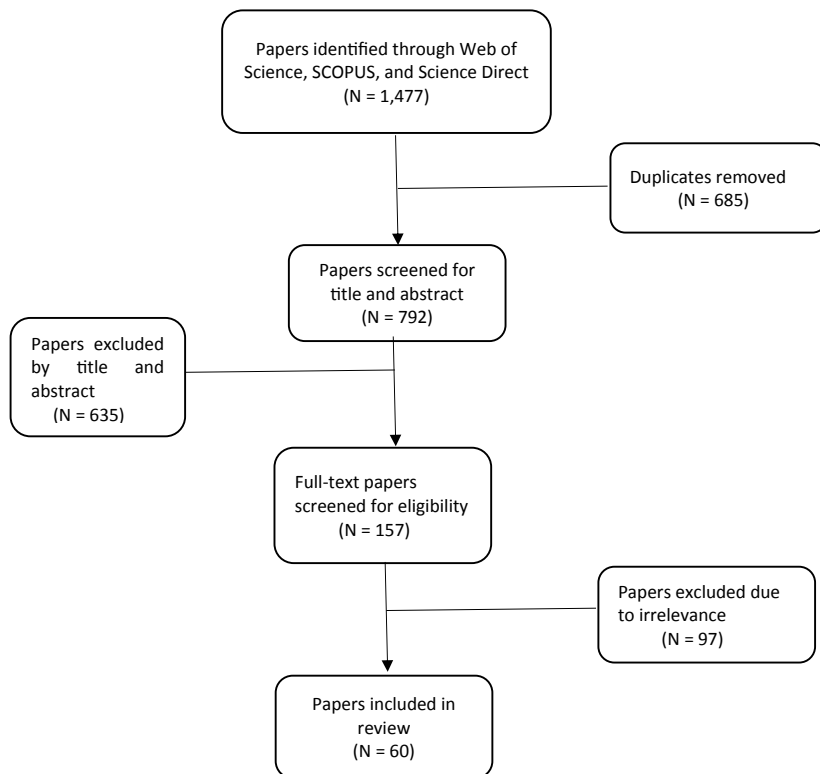 Papers identified through Web of
Science, SCOPUS, and Science Direct
(N = 1,477)
Duplicates removed
(N = 685)
Papers screened for
title and abstract
(N = 792)
Papers excluded
by title and
abstract
(N = 635)
Full-text papers
screened for eligibility
(N = 157)
Papers excluded due
to irrelevance
(N = 97)
Papers included in
review
(N = 60)